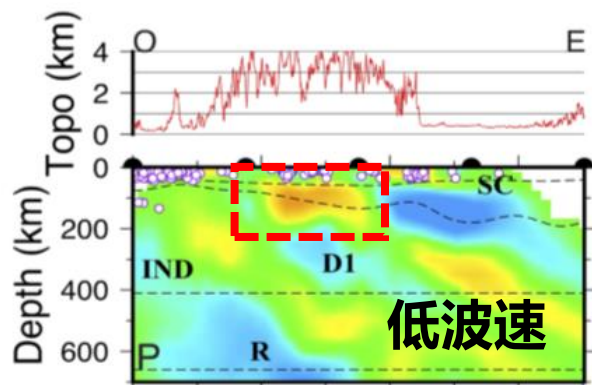 O E
Topo (km)
4
2
0
Depth (km)
0
200
400
600
SC
IND
D1
低波速
P
R